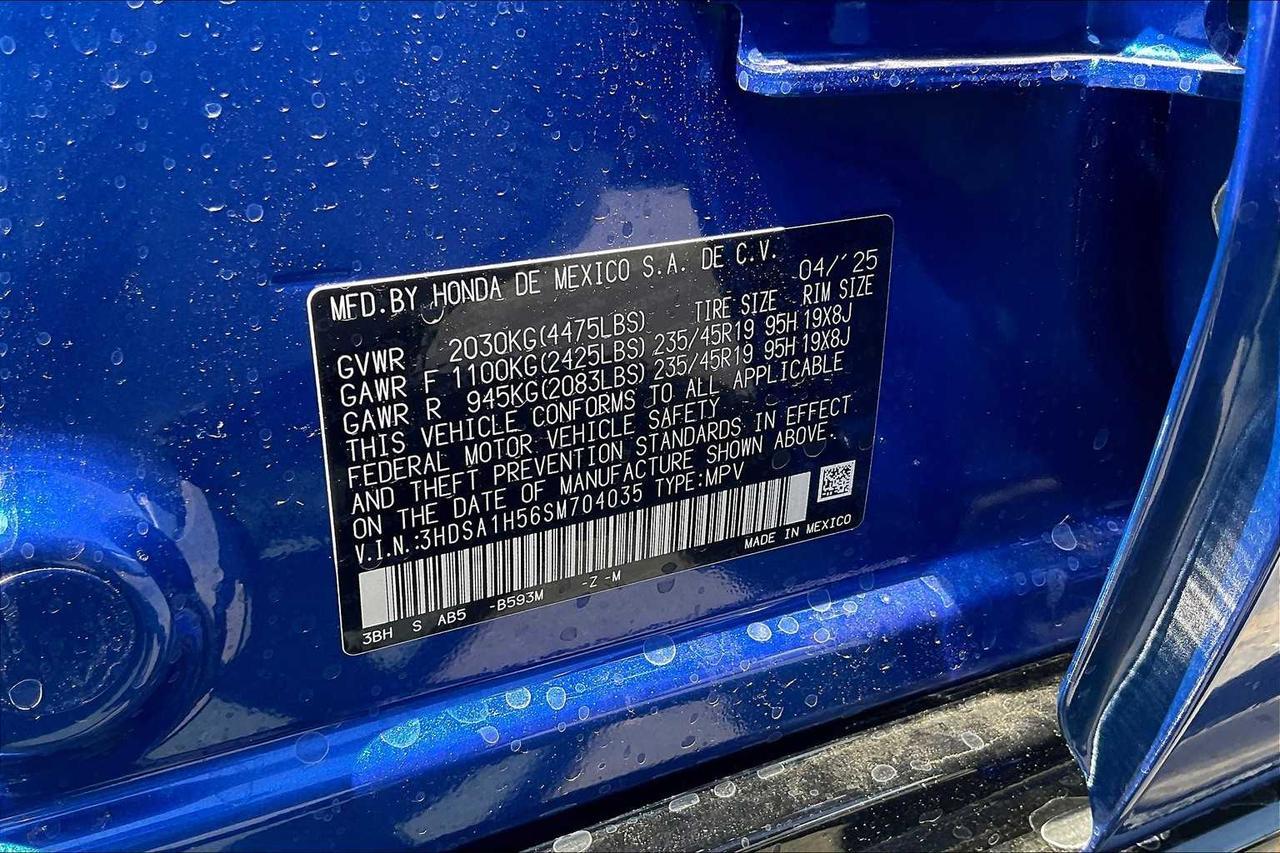 MFD.BY HONDA DE MEXICO S.A. DE C.V. 04/'25
TIRE SIZE RIM SIZE
GVWR 2030KG(4475LBS)
GAWR F 1100KG(2425LBS) 235/45R19 95H 19X8J
GAWR R 945KG(2083LBS) 235/45R19 95H 19X8J
THIS VEHICLE CONFORMS TO ALL APPLICABLE
FEDERAL MOTOR VEHICLE SAFETY
AND THEFT PREVENTION STANDARDS IN EFFECT
ON THE DATE OF MANUFACTURE SHOWN ABOVE.
V.I.N.:3HDSA1H56SM704035 TYPE:MPV
MADE IN MEXICO
3BH S AB5 -B593M -Z -M